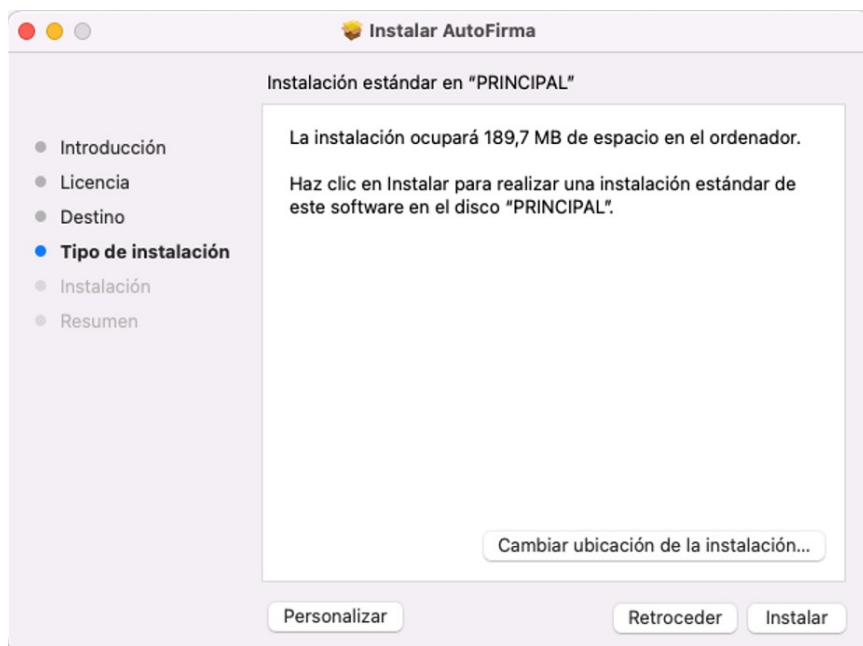 Instalar AutoFirma
Instalación estándar en “PRINCIPAL”
Introducción
Licencia
Destino
Tipo de instalación
Instalación
Resumen
La instalación ocupará 189,7 MB de espacio en el ordenador.
Haz clic en Instalar para realizar una instalación estándar de
este software en el disco “PRINCIPAL”.
Cambiar ubicación de la instalación...
Personalizar
Retroceder
Instalar